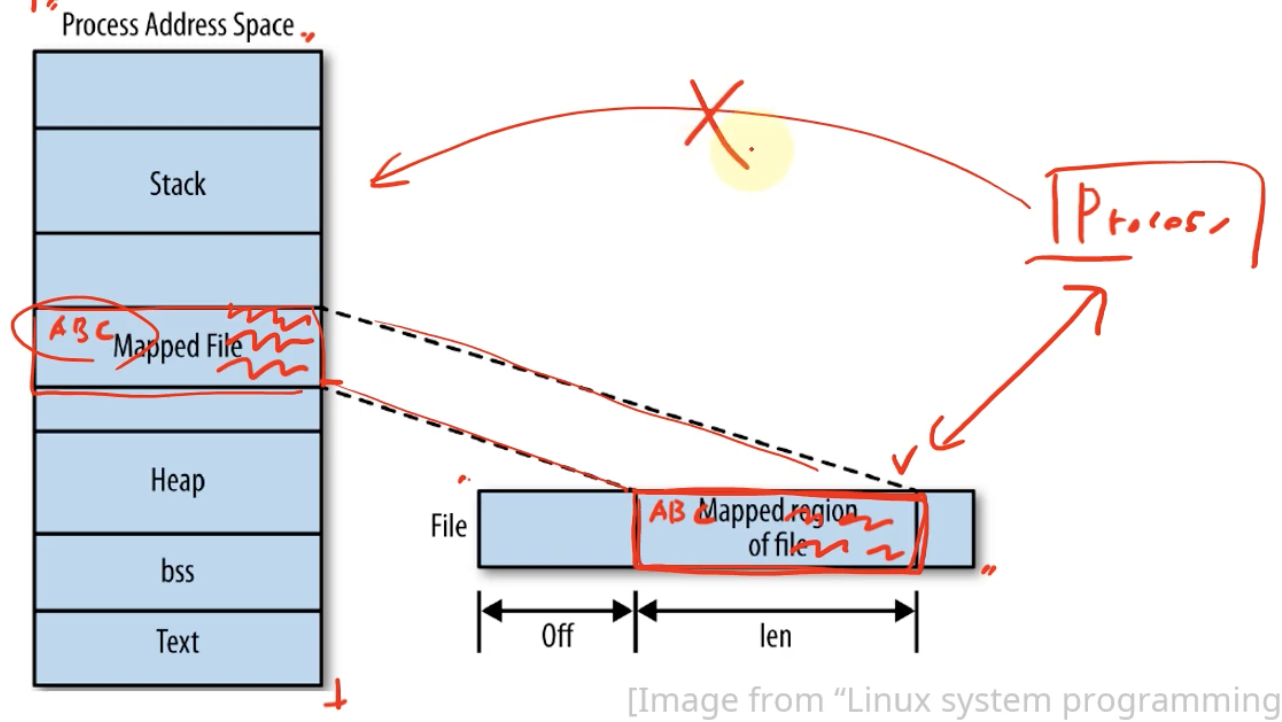 Process Address Space
Stack
ABC
Mapped File
Heap
bss
Text
Process
File
ABC
Mapped region
of file
Off
len
[Image from “Linux system programming